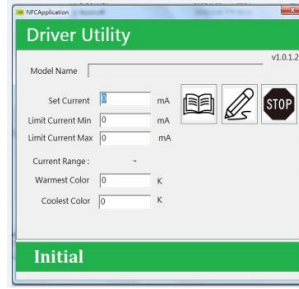 NFCApplication
Driver Utility
v1.0.1.2
Model Name
Set Current 0 mA
Limit Current Min 0 mA
Limit Current Max 0 mA
STOP
Current Range : -
Warmest Color 0 K
Coolest Color 0 K
Initial